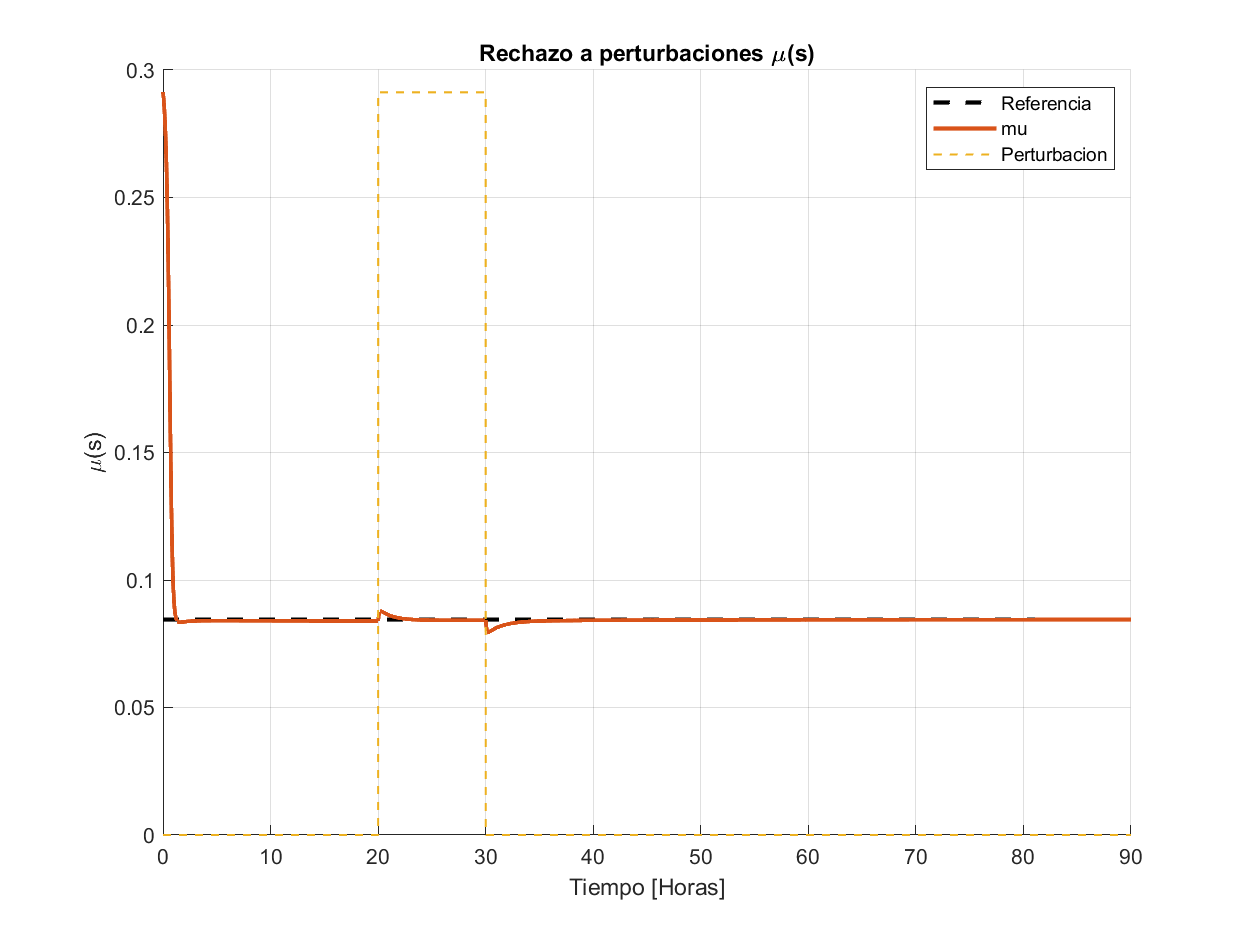 Rechazo a perturbaciones μ(s)
Referencia
mu
Perturbacion
0.3
0.25
0.2
0.15
0.1
0.05
0
μ(s)
0 10 20 30 40 50 60 70 80 90
Tiempo [Horas]